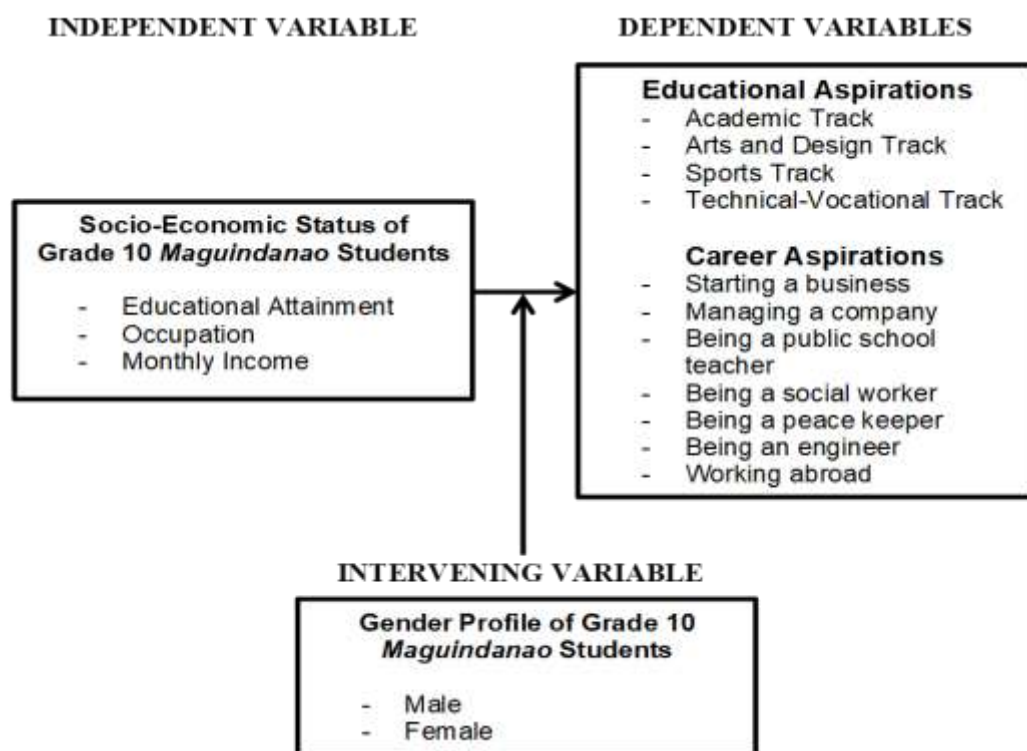 INDEPENDENT VARIABLE
DEPENDENT VARIABLES
Educational Aspirations
- Academic Track
- Arts and Design Track
- Sports Track
- Technical-Vocational Track
Career Aspirations
- Starting a business
- Managing a company
- Being a public school
teacher
- Being a social worker
- Being a peace keeper
- Being an engineer
- Working abroad
Socio-Economic Status of
Grade 10 Maguindanao Students
- Educational Attainment
- Occupation
- Monthly Income
INTERVENING VARIABLE
Gender Profile of Grade 10
Maguindanao Students
- Male
- Female